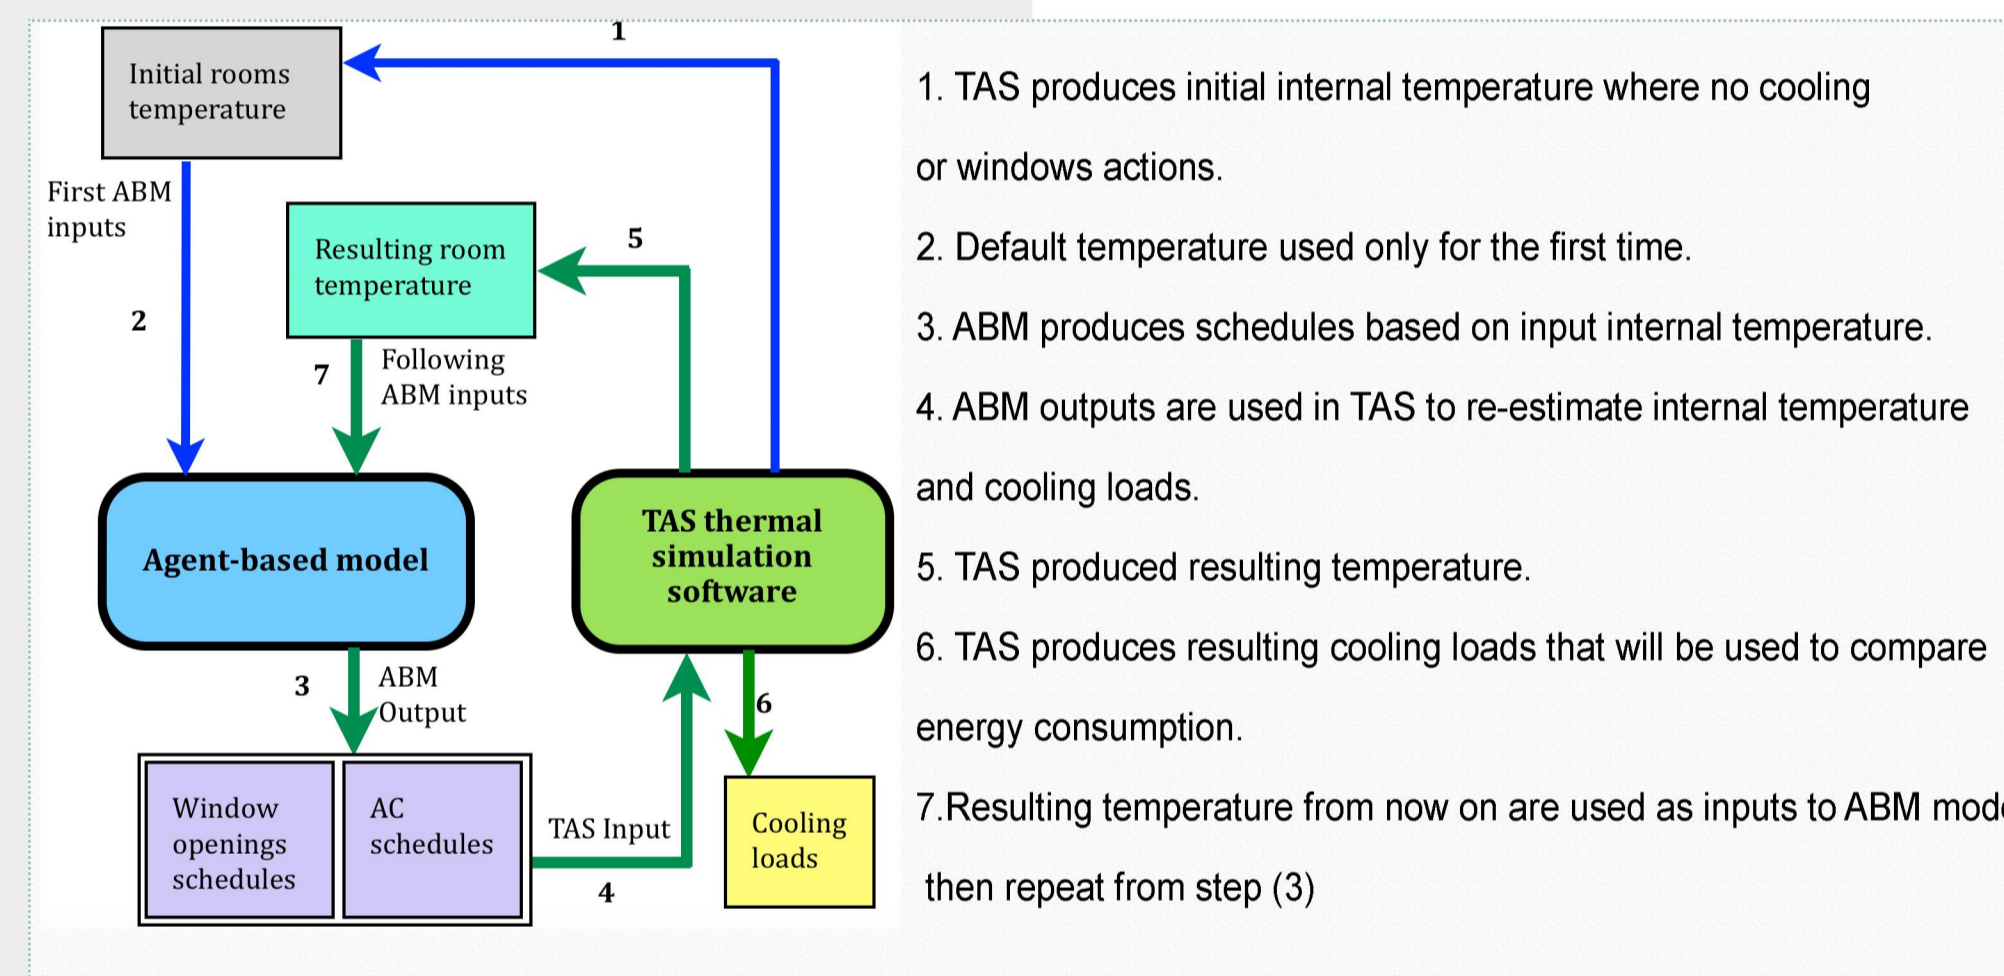 1
Initial rooms
temperature
First ABM
inputs
2
Resulting room
temperature
5
7
Following
ABM inputs
Agent-based model
TAS thermal
simulation
software
3
ABM
Output
6
Window
openings
schedules
AC
schedules
TAS Input
4
Cooling
loads
1. TAS produces initial internal temperature where no cooling
or windows actions.
2. Default temperature used only for the first time.
3. ABM produces schedules based on input internal temperature.
4. ABM outputs are used in TAS to re-estimate internal temperature
and cooling loads.
5. TAS produced resulting temperature.
6. TAS produces resulting cooling loads that will be used to compare
energy consumption.
7.Resulting temperature from now on are used as inputs to ABM
then repeat from step (3)